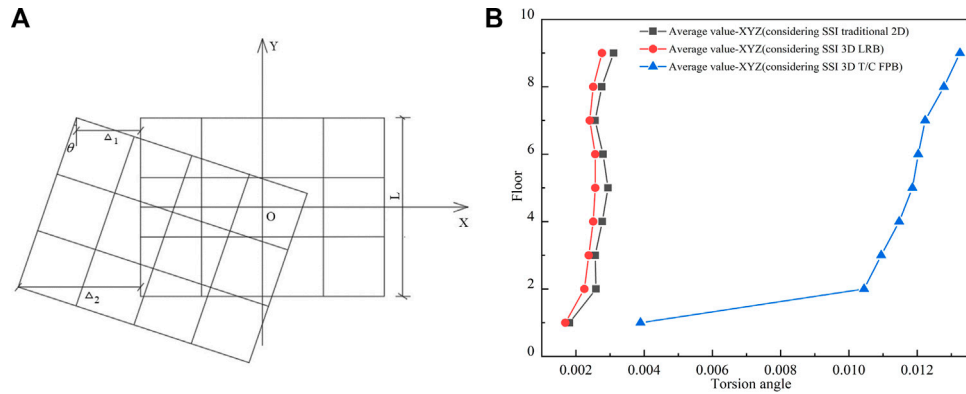 A
Y
△1
θ
L
O
X
△2
B
Average value-XYZ(considering SSI traditional 2D)
Average value-XYZ(considering SSI 3D LRB)
Average value-XYZ(considering SSI 3D T/C FPB)
10
8
6
4
2
0
Floor
0.002 0.004 0.006 0.008 0.010 0.012
Torsion angle